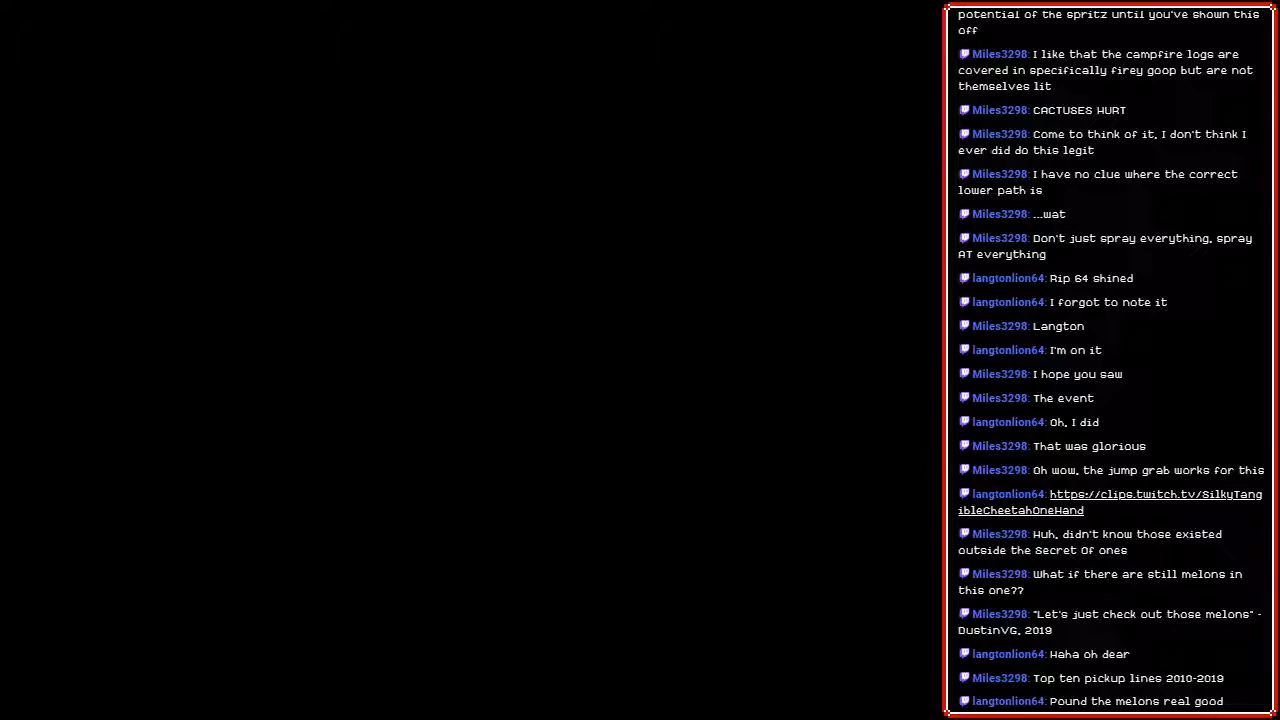 potential of the spritz until you've shown this
off
Miles3298: I like that the campfire logs are
covered in specifically firey goop but are not
themselves lit
Miles3298: CACTUSES HURT
Miles3298: Come to think of it, I don't think I
ever did do this legit
Miles3298: I have no clue where the correct
lower path is
Miles3298: ...wat
Miles3298: Don't just spray everything, spray
AT everything
langtonlion64: Rip 64 shined
langtonlion64: I forgot to note it
Miles3298: Langton
langtonlion64: I'm on it
Miles3298: I hope you saw
Miles3298: The event
langtonlion64: Oh, I did
Miles3298: That was glorious
Miles3298: Oh wow, the jump grab works for this
langtonlion64: https://clips.twitch.tv/SilkyTang
ibleCheetahOneHand
Miles3298: Huh, didn't know those existed
outside the Secret Of ones
Miles3298: What if there are still melons in
this one??
Miles3298: "Let's just check out those melons" -
DustinVG, 2019
langtonlion64: Haha oh dear
Miles3298: Top ten pickup lines 2010-2019
langtonlion64: Pound the melons real good